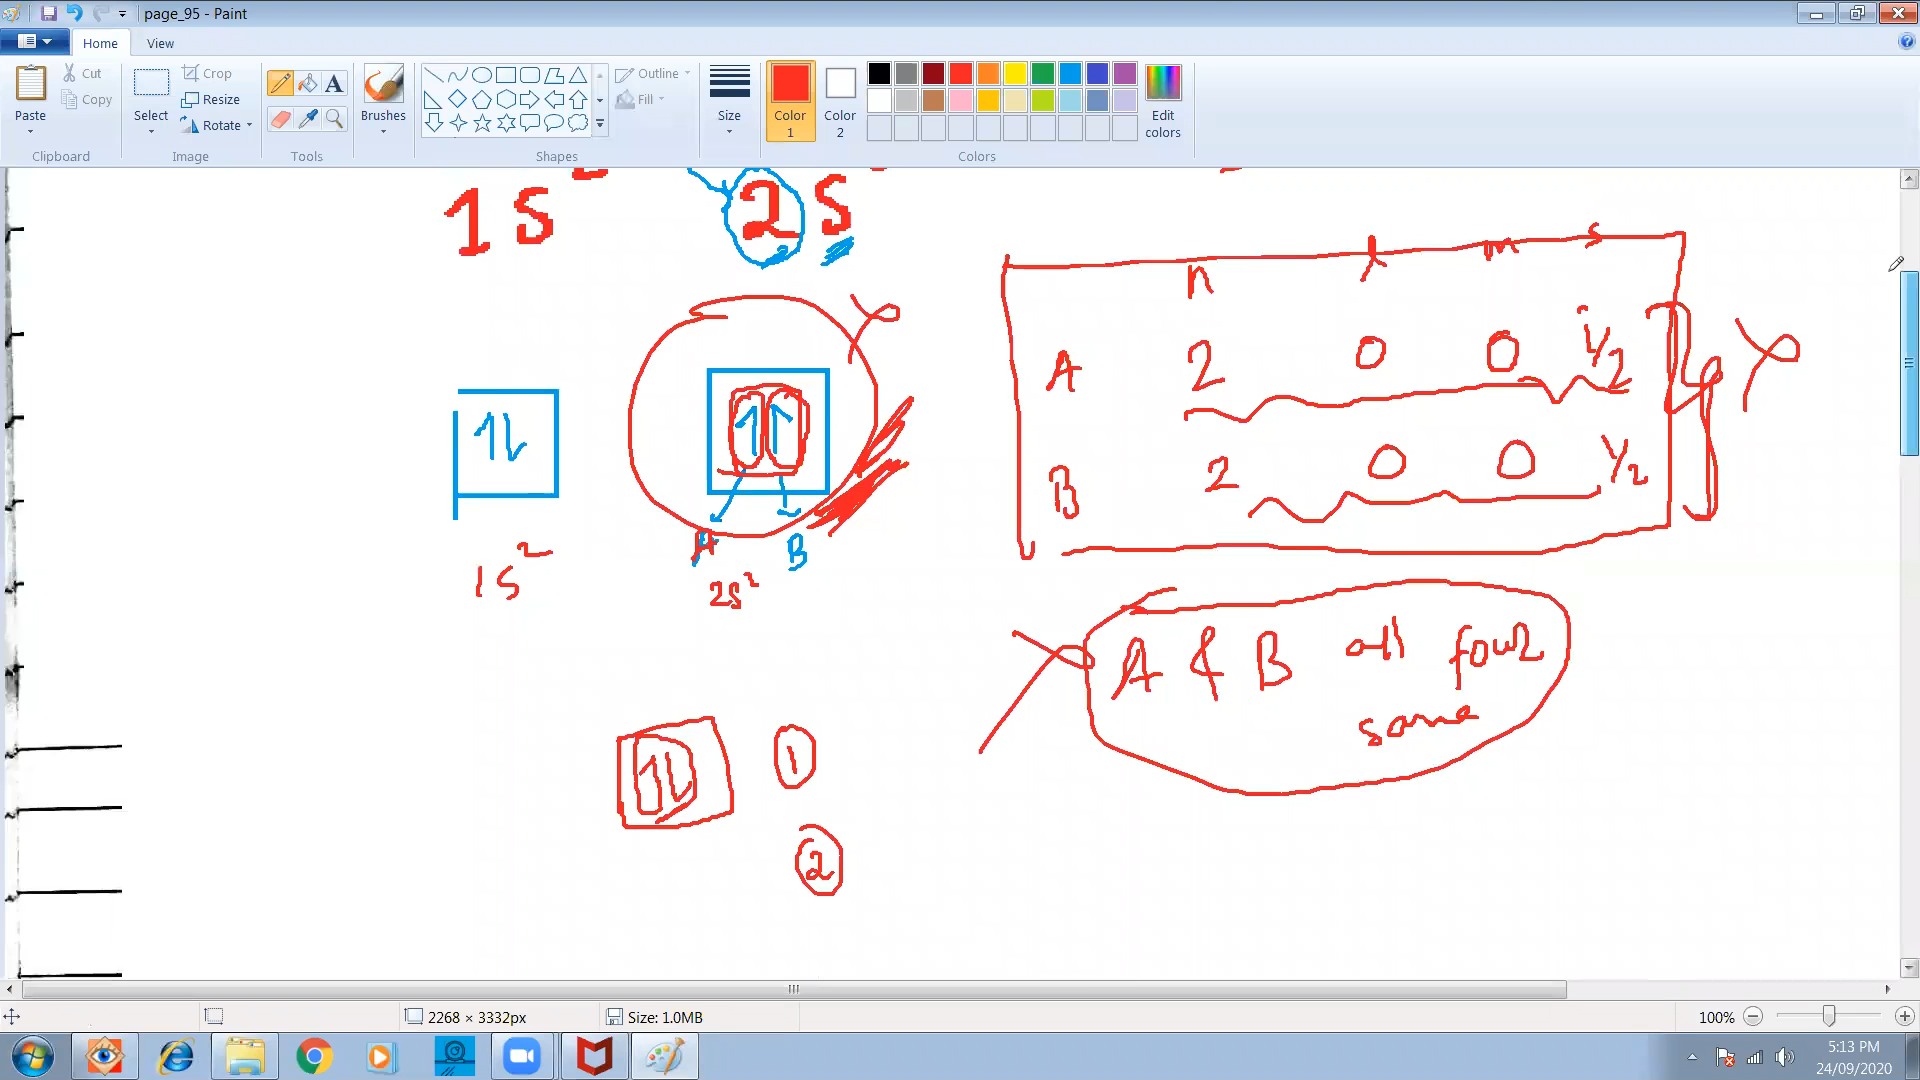 page_95 - Paint
Home View
Paste
Cut
Copy
Clipboard
Select
Crop
Resize
Rotate
Image
Tools
Brushes
Shapes
Outline
Fill
Size
Color 1
Color 2
Edit colors
Colors
1s 2s
n l m s
A 2 0 0 1/2
B 2 0 0 1/2
A B
1s²
2s²
A & B all four
same
1
2
2268 × 3332px
Size: 1.0MB
100%
5:13 PM
24/09/2020